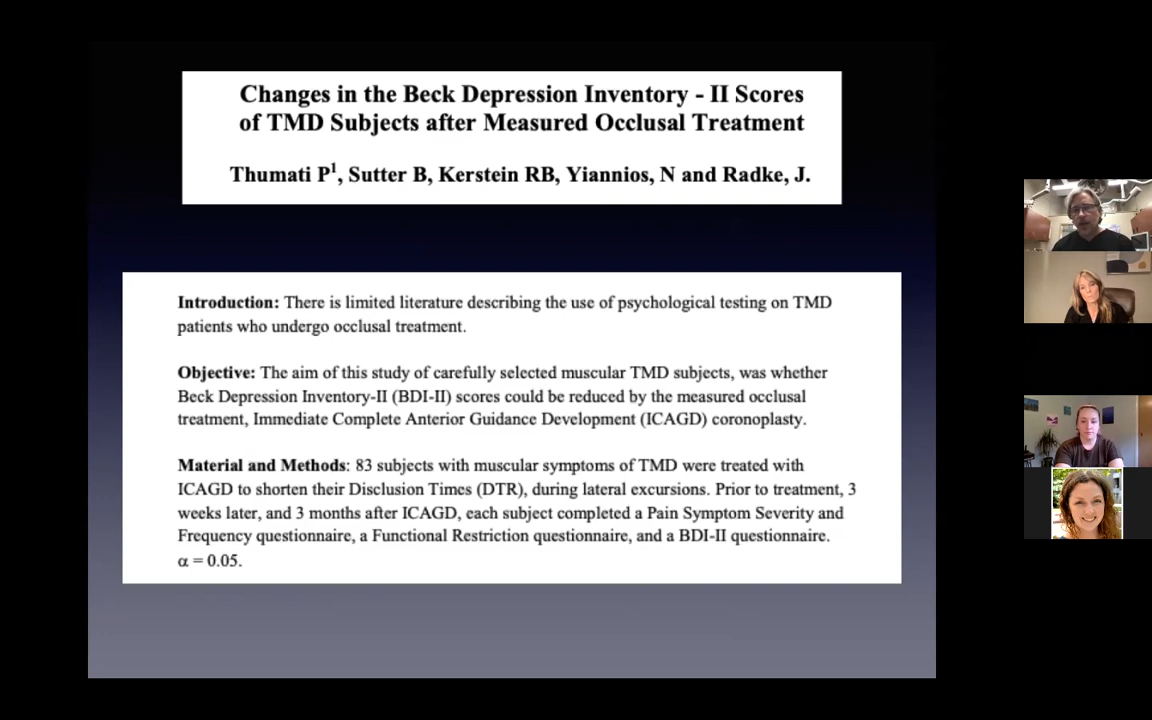 Changes in the Beck Depression Inventory - II Scores
of TMD Subjects after Measured Occlusal Treatment
Thumati P¹, Sutter B, Kerstein RB, Yiannios, N and Radke, J.
Introduction: There is limited literature describing the use of psychological testing on TMD
patients who undergo occlusal treatment.
Objective: The aim of this study of carefully selected muscular TMD subjects, was whether
Beck Depression Inventory-II (BDI-II) scores could be reduced by the measured occlusal
treatment, Immediate Complete Anterior Guidance Development (ICAGD) coronoplasty.
Material and Methods: 83 subjects with muscular symptoms of TMD were treated with
ICAGD to shorten their Disclusion Times (DTR), during lateral excursions. Prior to treatment, 3
weeks later, and 3 months after ICAGD, each subject completed a Pain Symptom Severity and
Frequency questionnaire, a Functional Restriction questionnaire, and a BDI-II questionnaire.
α = 0.05.